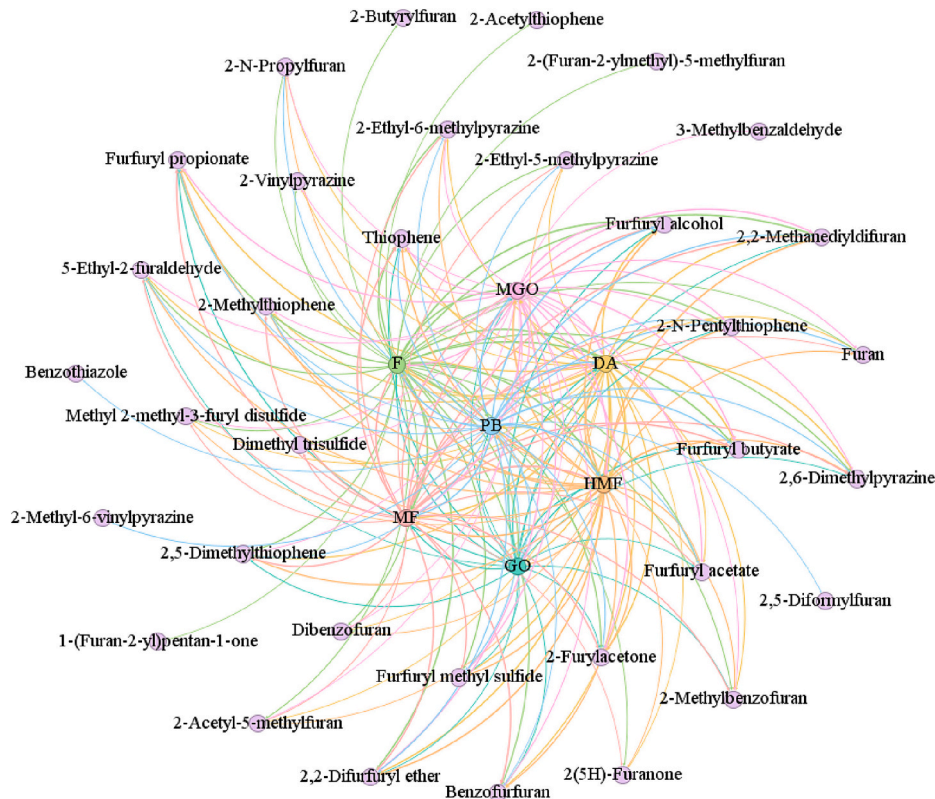 2-Butyrylfuran
2-Acetylthiophene
2-(Furan-2-ylmethyl)-5-methylfuran
2-N-Propylfuran
2-Ethyl-6-methylpyrazine
3-Methylbenzaldehyde
Furfuryl propionate
2-Ethyl-5-methylpyrazine
2-Vinylpyrazine
Furfuryl alcohol
Thiophene
2,2-Methanediyldifuran
5-Ethyl-2-furaldehyde
MGO
2-Methylthiophene
2-N-Pentylthiophene
Furan
F
DA
Benzothiazole
Methyl 2-methyl-3-furyl disulfide
PB
Dimethyl trisulfide
Furfuryl butyrate
2,6-Dimethylpyrazine
HMF
2-Methyl-6-vinylpyrazine
MF
2,5-Dimethylthiophene
GO
Furfuryl acetate
2,5-Diformylfuran
Dibenzofuran
1-(Furan-2-yl)pentan-1-one
2-Furylacetone
Furfuryl methyl sulfide
2-Methylbenzofuran
2-Acetyl-5-methylfuran
2,2-Difurfuryl ether
2(5H)-Furanone
Benzofurfuran